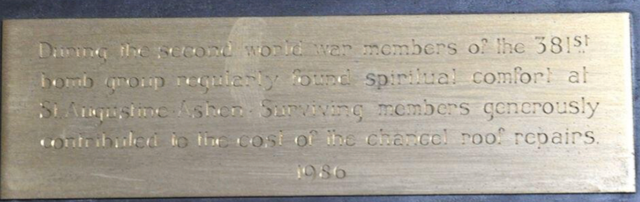 During the second world war members of the 381st
bomb group regularly found spiritual comfort at
St Augustine Ashen. Surviving members generously
contributed to the cost of the chancel roof repairs.
1986